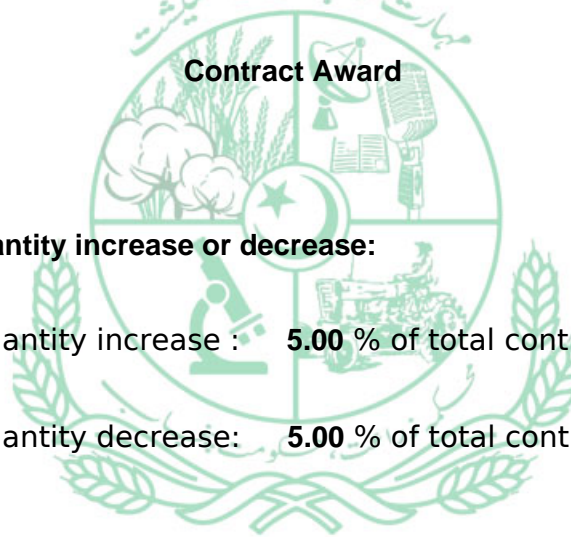 Contract Award
antity increase or decrease:
antity increase : 5.00 % of total cont
antity decrease: 5.00 % of total cont